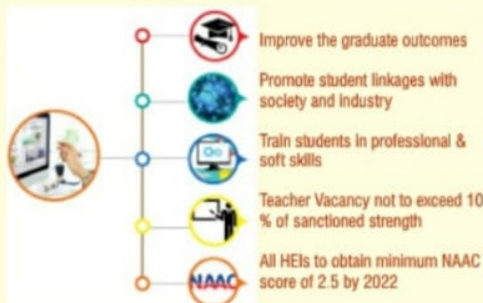 Improve the graduate outcomes
Promote student linkages with
society and industry
Train students in professional &
soft skills
Teacher Vacancy not to exceed 10
% of sanctioned strength
NAAC
All HEIs to obtain minimum NAAC
score of 2.5 by 2022